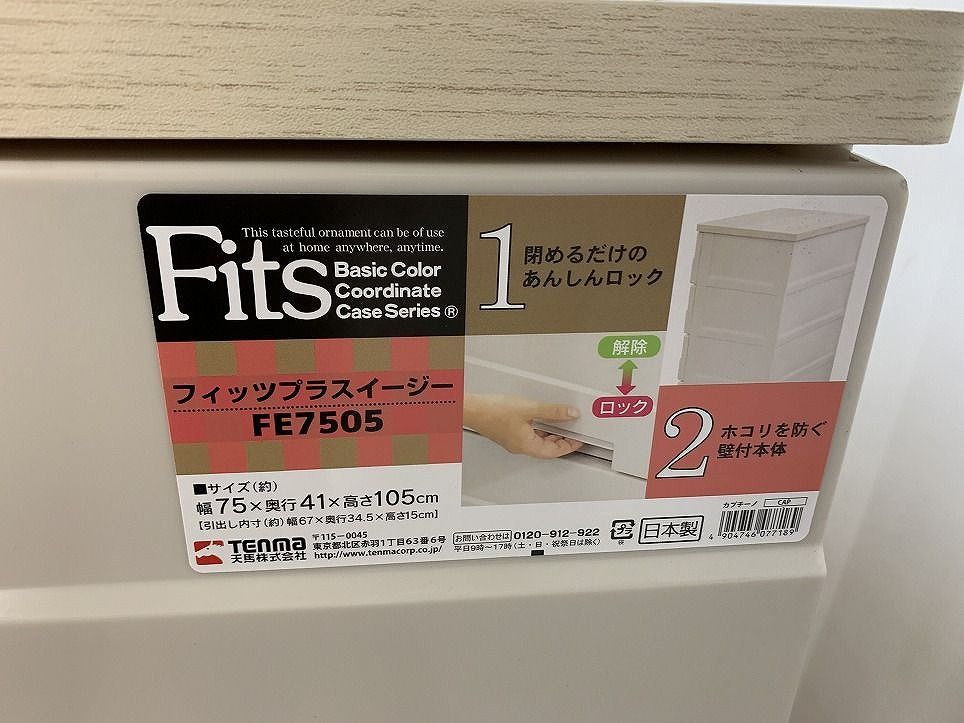 This tasteful ornament can be of use
at home anywhere, anytime.
Fits
Basic Color
Coordinate
Case Series ®
フィッツプラスイージー
FE7505
■サイズ(約)
幅75×奥行41×高さ105cm
【引出し内寸(約)幅67×奥行34.5×高さ15cm】
TENMA
天馬株式会社
〒115-0045
東京都北区赤羽1丁目63番6号
http://www.tenmacorp.co.jp/
お問い合わせは 0120-912-922
平日9時～17時(土・日・祝祭日は除く)
1
閉めるだけの
あんしんロック
解除
ロック
2
ホコリを防ぐ
壁付本体
プラ
袋
日本製
カプチーノ
CAP
4 904746 077189